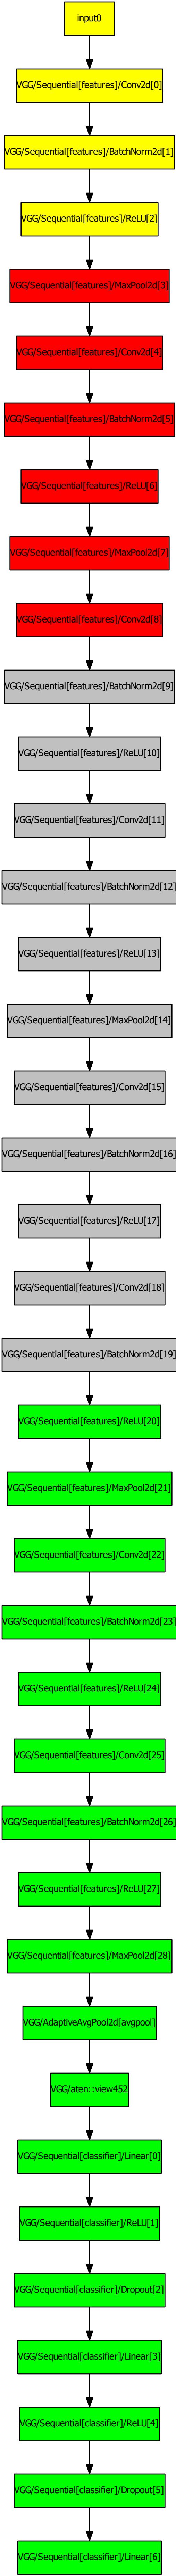 input0
VGG/Sequential[features]/Conv2d[0]
VGG/Sequential[features]/BatchNorm2d[1]
VGG/Sequential[features]/ReLU[2]
VGG/Sequential[features]/MaxPool2d[3]
VGG/Sequential[features]/Conv2d[4]
VGG/Sequential[features]/BatchNorm2d[5]
VGG/Sequential[features]/ReLU[6]
VGG/Sequential[features]/MaxPool2d[7]
VGG/Sequential[features]/Conv2d[8]
VGG/Sequential[features]/BatchNorm2d[9]
VGG/Sequential[features]/ReLU[10]
VGG/Sequential[features]/Conv2d[11]
VGG/Sequential[features]/BatchNorm2d[12]
VGG/Sequential[features]/ReLU[13]
VGG/Sequential[features]/MaxPool2d[14]
VGG/Sequential[features]/Conv2d[15]
VGG/Sequential[features]/BatchNorm2d[16]
VGG/Sequential[features]/ReLU[17]
VGG/Sequential[features]/Conv2d[18]
VGG/Sequential[features]/BatchNorm2d[19]
VGG/Sequential[features]/ReLU[20]
VGG/Sequential[features]/MaxPool2d[21]
VGG/Sequential[features]/Conv2d[22]
VGG/Sequential[features]/BatchNorm2d[23]
VGG/Sequential[features]/ReLU[24]
VGG/Sequential[features]/Conv2d[25]
VGG/Sequential[features]/BatchNorm2d[26]
VGG/Sequential[features]/ReLU[27]
VGG/Sequential[features]/MaxPool2d[28]
VGG/AdaptiveAvgPool2d[avgpool]
VGG/aten::view452
VGG/Sequential[classifier]/Linear[0]
VGG/Sequential[classifier]/ReLU[1]
VGG/Sequential[classifier]/Dropout[2]
VGG/Sequential[classifier]/Linear[3]
VGG/Sequential[classifier]/ReLU[4]
VGG/Sequential[classifier]/Dropout[5]
VGG/Sequential[classifier]/Linear[6]